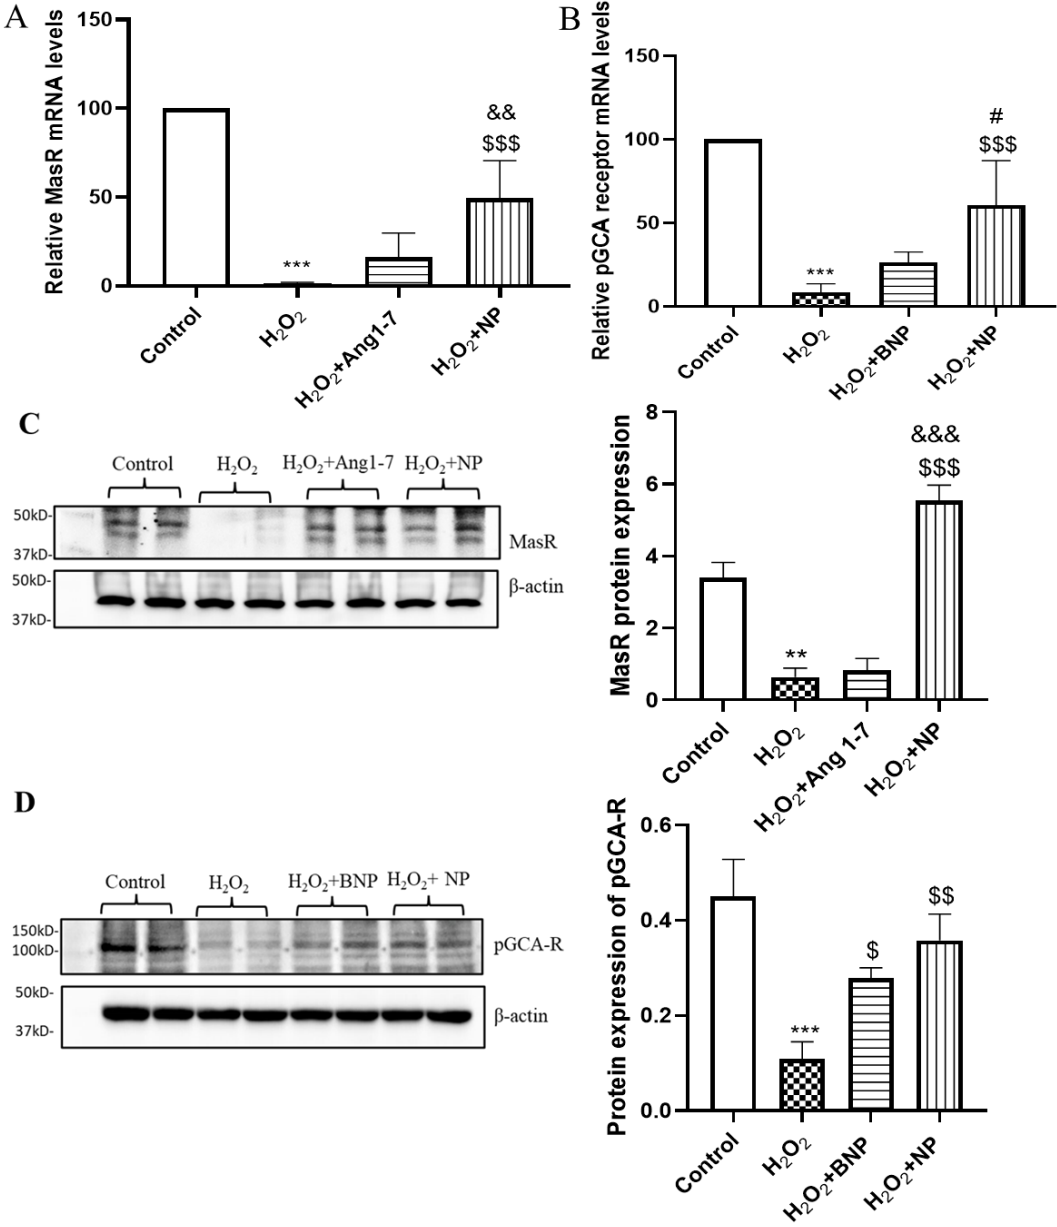 A
Relative MasR mRNA levels
150
100
50
0
***
&&
$$$
Control
H₂O₂
H₂O₂+Ang1-7
H₂O₂+NP
B
Relative pGCA receptor mRNA levels
150
100
50
0
***
#
$$$
Control
H₂O₂
H₂O₂+BNP
H₂O₂+NP
C
Control
H₂O₂
H₂O₂+Ang1-7
H₂O₂+NP
50kD-
37kD-
MasR
50kD-
37kD-
β-actin
MasR protein expression
8
6
4
2
0
**
&&&
$$$
Control
H₂O₂
H₂O₂+Ang 1-7
H₂O₂+NP
D
Control
H₂O₂
H₂O₂+BNP
H₂O₂+ NP
150kD-
100kD-
pGCA-R
50kD-
37kD-
β-actin
Protein expression of pGCA-R
0.6
0.4
0.2
0.0
***
$
$$
Control
H₂O₂
H₂O₂+BNP
H₂O₂+NP